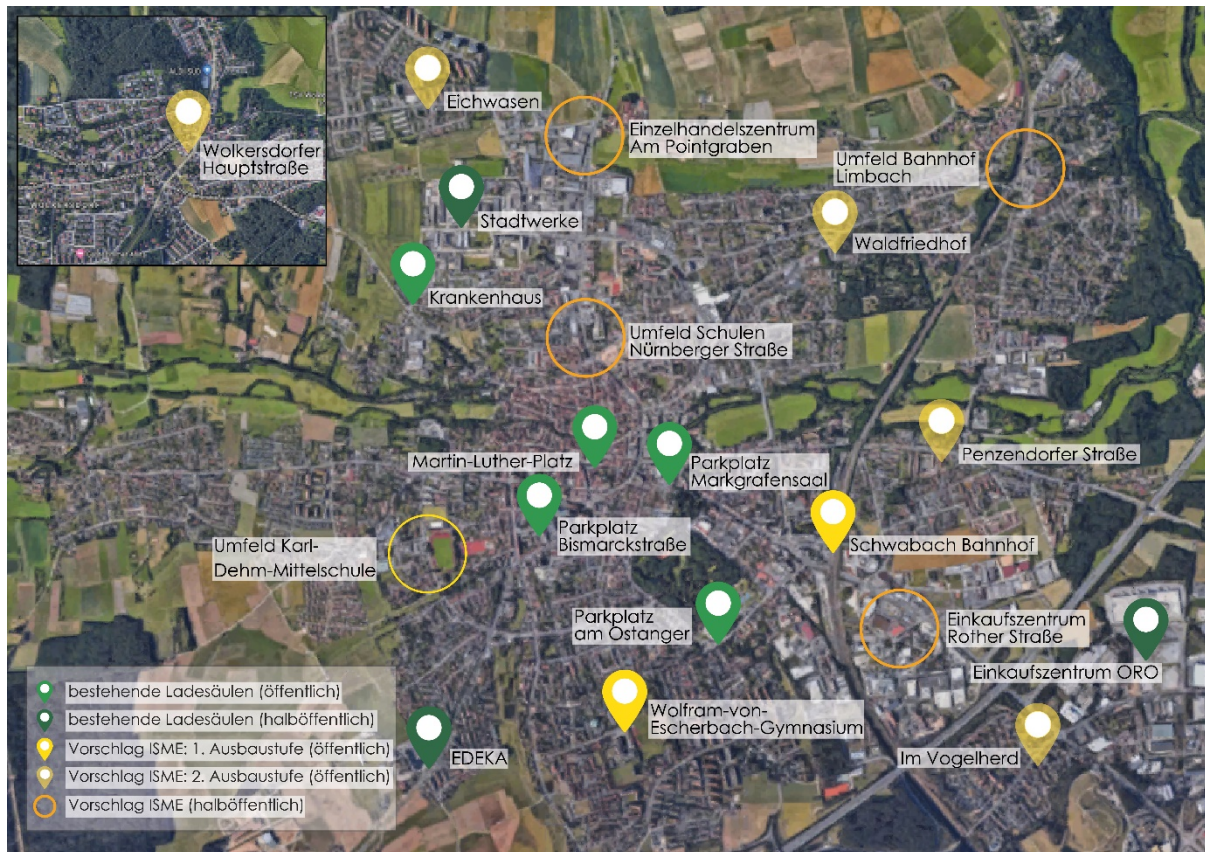 ALDI SÜD
Wolkersdorfer
Hauptstraße
WOLKERSDORF
Eichwasen
Einzelhandelszentrum
Am Pointgraben
Umfeld Bahnhof
Limbach
Stadtwerke
Waldfriedhof
Krankenhaus
Umfeld Schulen
Nürnberger Straße
Martin-Luther-Platz
Parkplatz
Markgrafensaal
Penzendorfer Straße
Parkplatz
Bismarckstraße
Schwabach Bahnhof
Umfeld Karl-
Dehm-Mittelschule
Parkplatz
am Ostanger
Einkaufszentrum
Rother Straße
Einkaufszentrum ORO
Wolfram-von-
Escherbach-Gymnasium
EDEKA
Im Vogelherd
bestehende Ladesäulen (öffentlich)
bestehende Ladesäulen (halböffentlich)
Vorschlag ISME: 1. Ausbaustufe (öffentlich)
Vorschlag ISME: 2. Ausbaustufe (öffentlich)
Vorschlag ISME (halböffentlich)